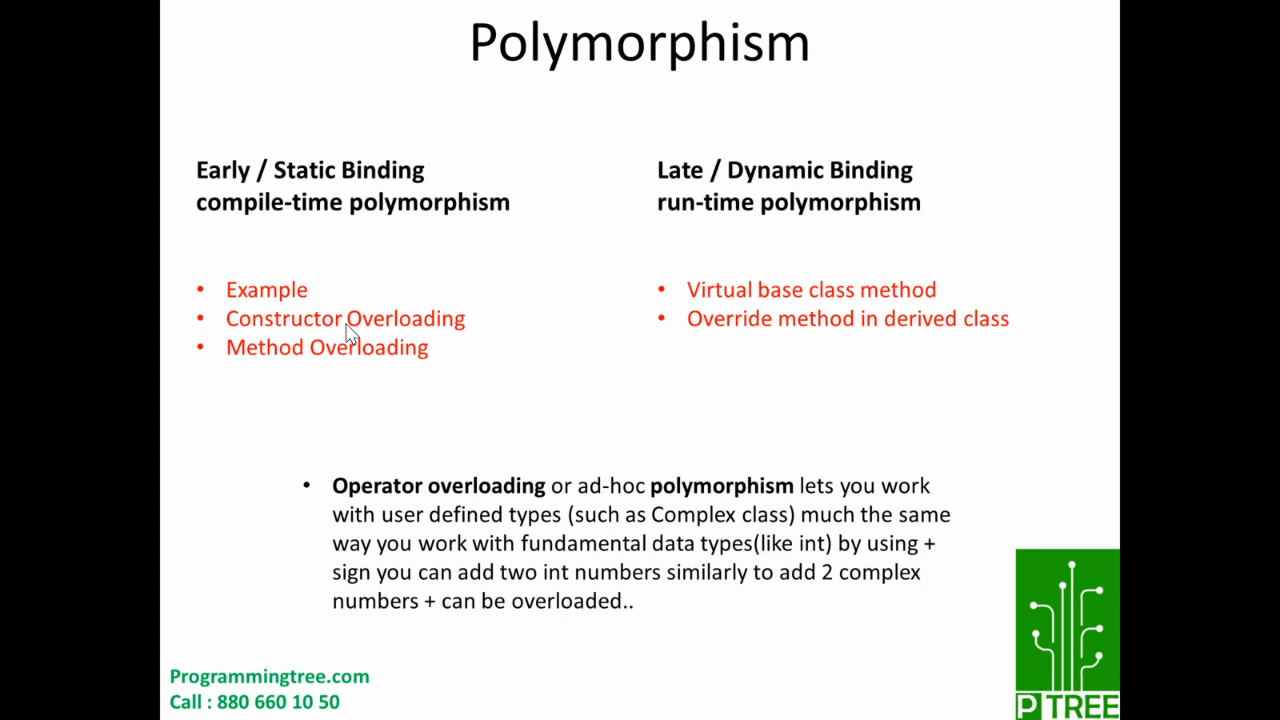 Polymorphism
Early / Static Binding
compile-time polymorphism
• Example
• Constructor Overloading
• Method Overloading
Late / Dynamic Binding
run-time polymorphism
• Virtual base class method
• Override method in derived class
• Operator overloading or ad-hoc polymorphism lets you work
with user defined types (such as Complex class) much the same
way you work with fundamental data types(like int) by using +
sign you can add two int numbers similarly to add 2 complex
numbers + can be overloaded..
Programmingtree.com
Call : 880 660 10 50
P TREE